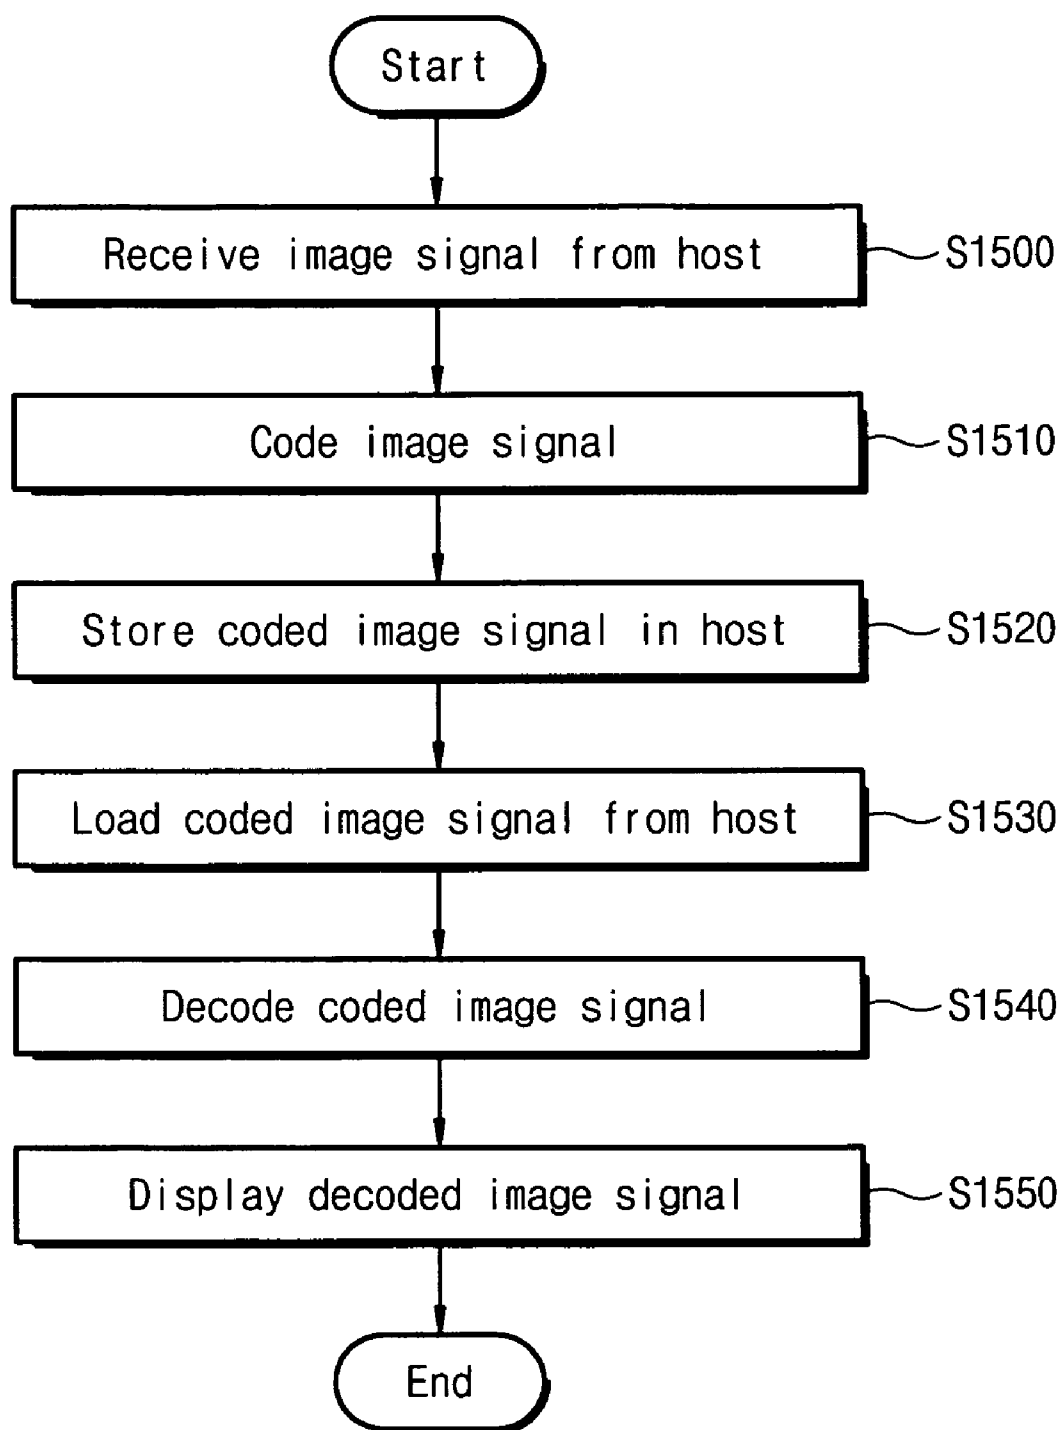 Start
Receive image signal from host
S1500
Code image signal
S1510
Store coded image signal in host
S1520
Load coded image signal from host
S1530
Decode coded image signal
S1540
Display decoded image signal
S1550
End